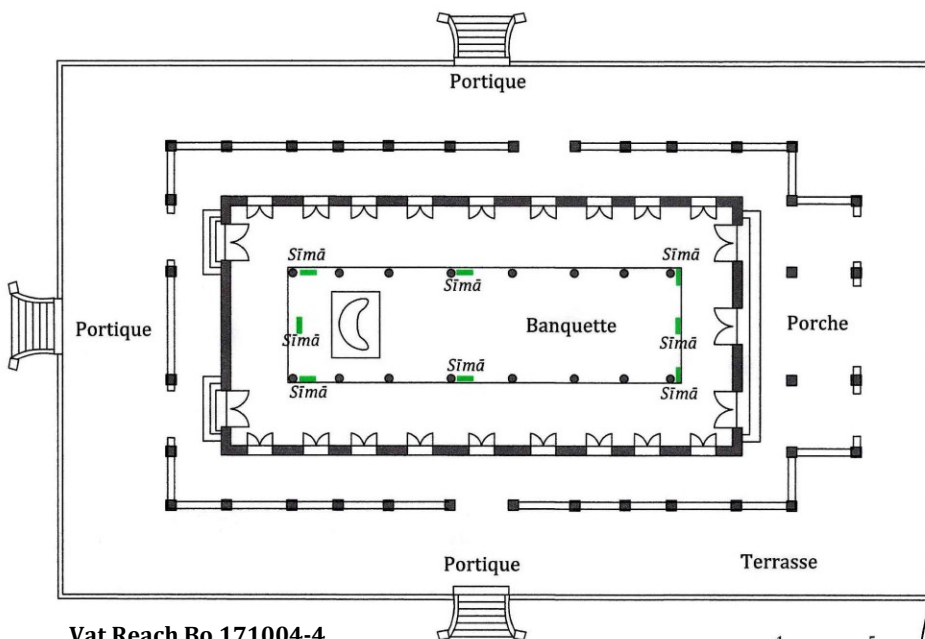 Portique
Sīmā
Sīmā
Sīmā
Portique
Sīmā
Banquette
Sīmā
Porche
Sīmā
Sīmā
Sīmā
Portique
Terrasse
Vat Reach Bo 171004-4